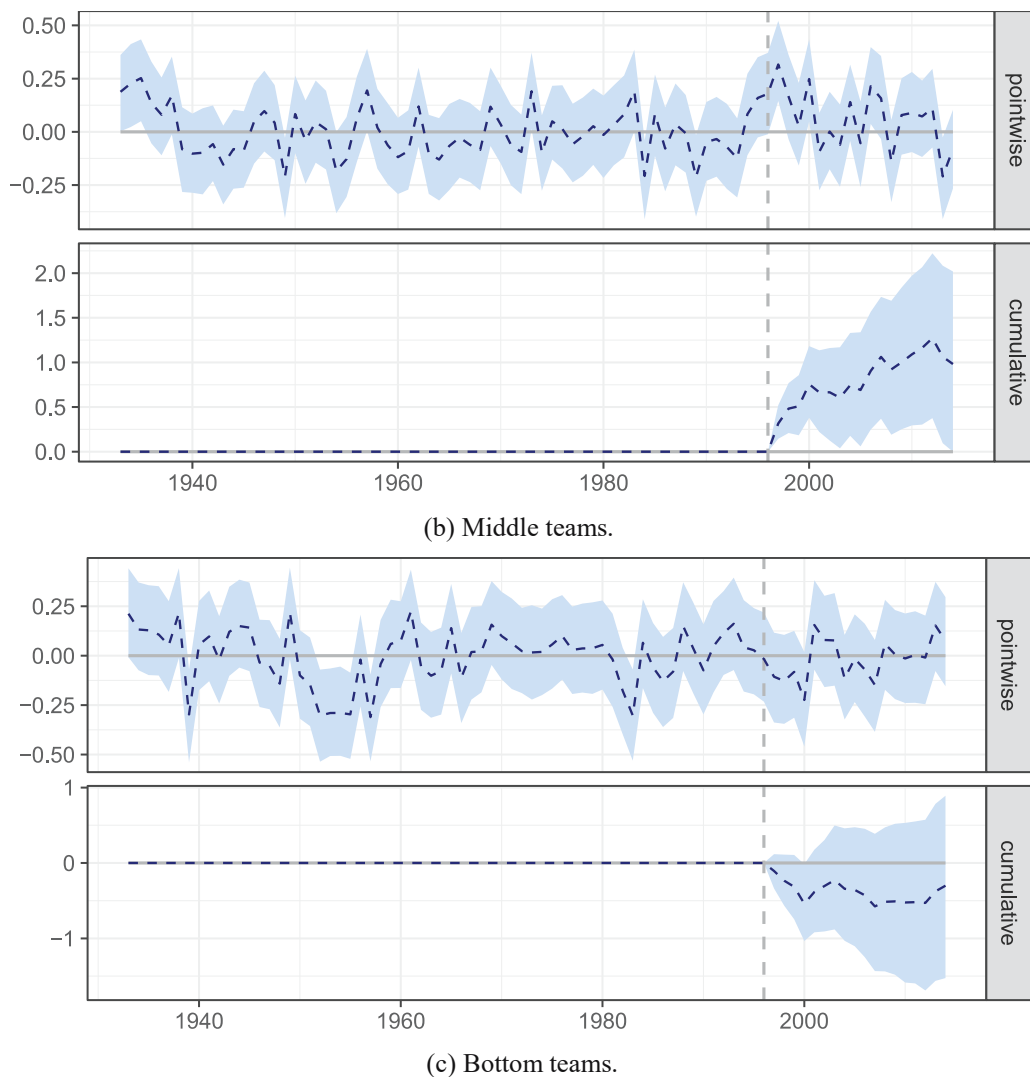 0.50
0.25
0.00
−0.25
pointwise
2.0
1.5
1.0
0.5
0.0
cumulative
1940 1960 1980 2000
(b) Middle teams.
0.25
0.00
−0.25
−0.50
pointwise
1
0
−1
cumulative
1940 1960 1980 2000
(c) Bottom teams.